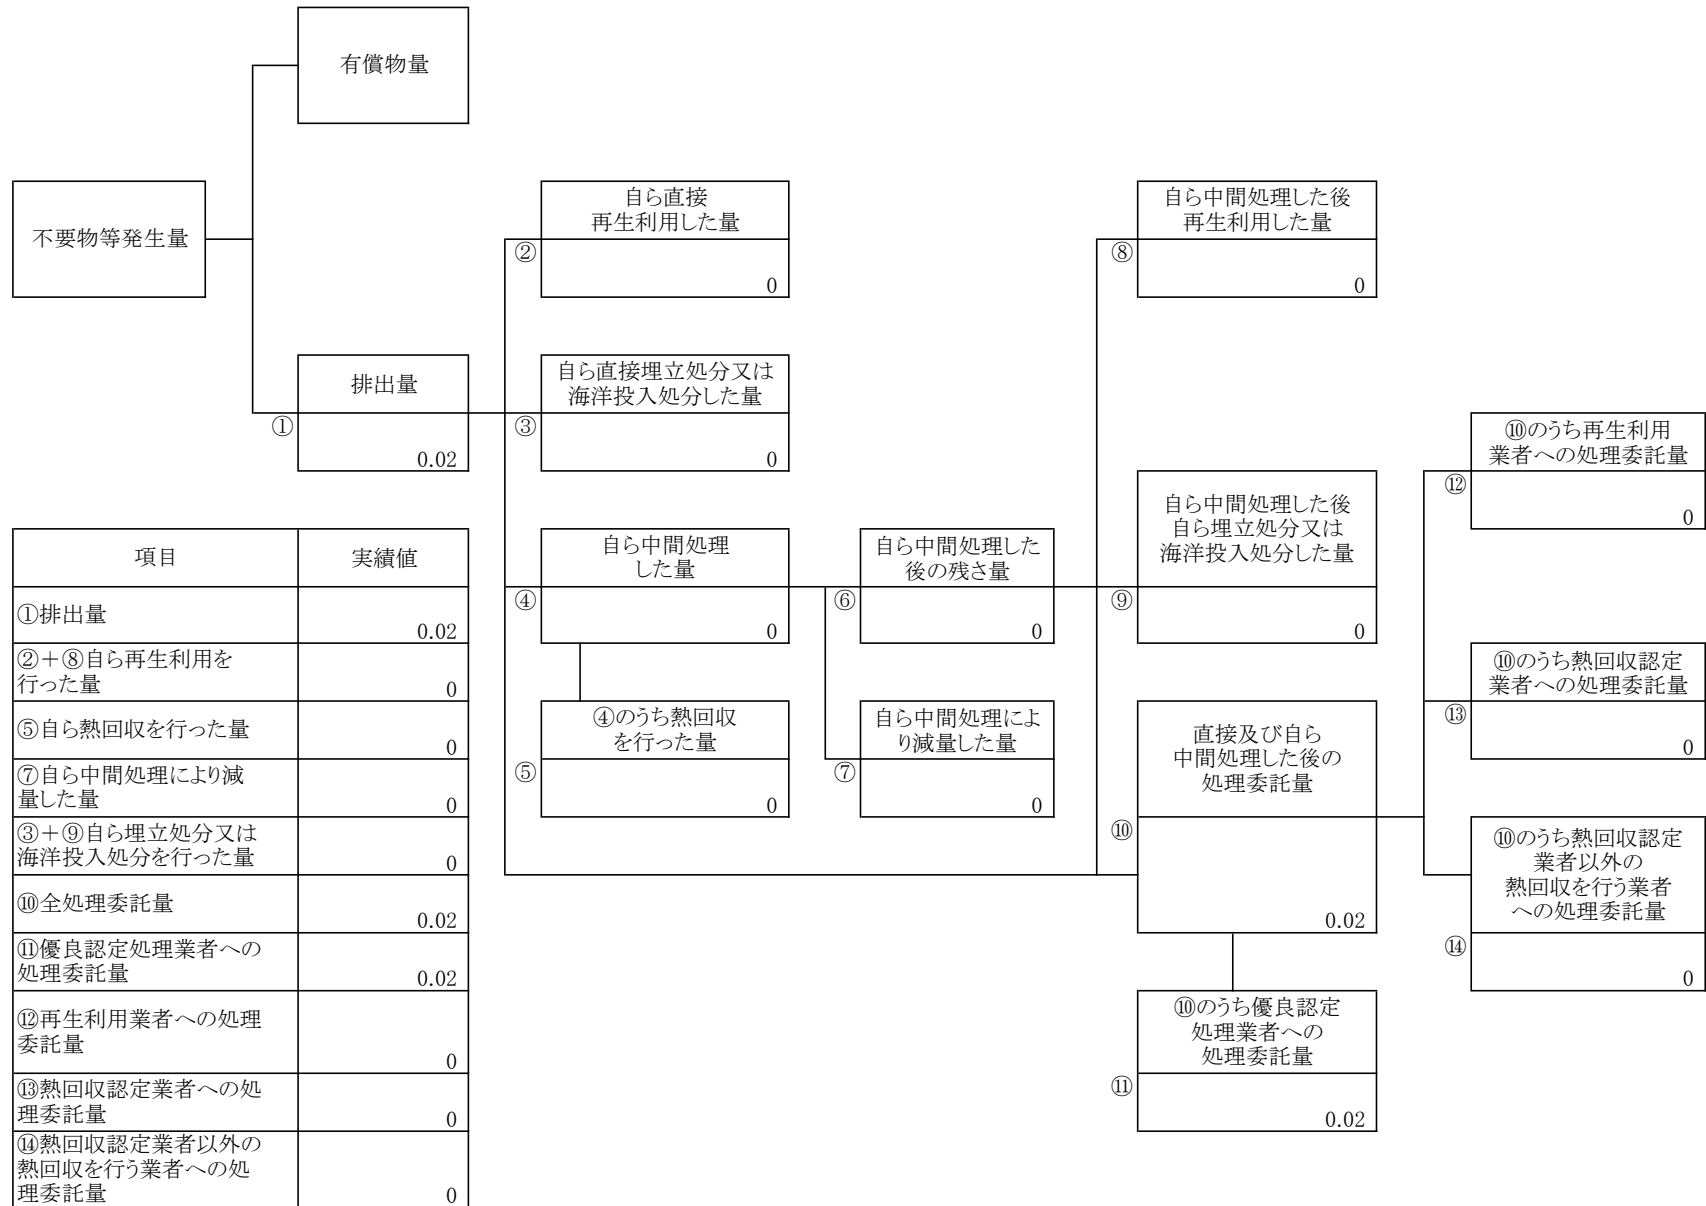 有償物量
不要物等発生量
自ら直接
再生利用した量
②
0
自ら中間処理した後
再生利用した量
⑧
0
排出量
①
0.02
自ら直接埋立処分又は
海洋投入処分した量
③
0
⑩のうち再生利用
業者への処理委託量
⑫
0
自ら中間処理
した量
④
0
自ら中間処理した
後の残さ量
⑥
0
自ら中間処理した後
自ら埋立処分又は
海洋投入処分した量
⑨
0
⑩のうち熱回収認定
業者への処理委託量
⑬
0
④のうち熱回収
を行った量
⑤
0
自ら中間処理によ
り減量した量
⑦
0
直接及び自ら
中間処理した後の
処理委託量
⑩
0.02
⑩のうち熱回収認定
業者以外の
熱回収を行う業者
への処理委託量
⑭
0
⑩のうち優良認定
処理業者への
処理委託量
⑪
0.02
項目 実績値
①排出量 0.02
②＋⑧自ら再生利用を
行った量 0
⑤自ら熱回収を行った量 0
⑦自ら中間処理により減
量した量 0
③＋⑨自ら埋立処分又は
海洋投入処分を行った量 0
⑩全処理委託量 0.02
⑪優良認定処理業者への
処理委託量 0.02
⑫再生利用業者への処理
委託量 0
⑬熱回収認定業者への処
理委託量 0
⑭熱回収認定業者以外の
熱回収を行う業者への処
理委託量 0